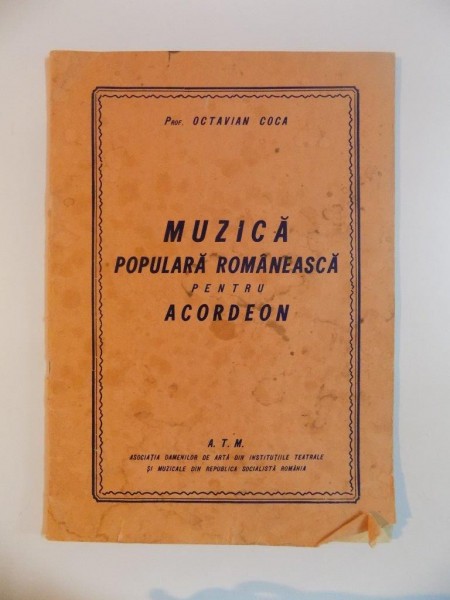 Prof. OCTAVIAN COCA
MUZICĂ
POPULARĂ ROMÂNEASCĂ
PENTRU
ACORDEON
A. T. M.
ASOCIAȚIA OAMENILOR DE ARTĂ DIN INSTITUȚIILE TEATRALE
ȘI MUZICALE DIN REPUBLICA SOCIALISTĂ ROMÂNIA